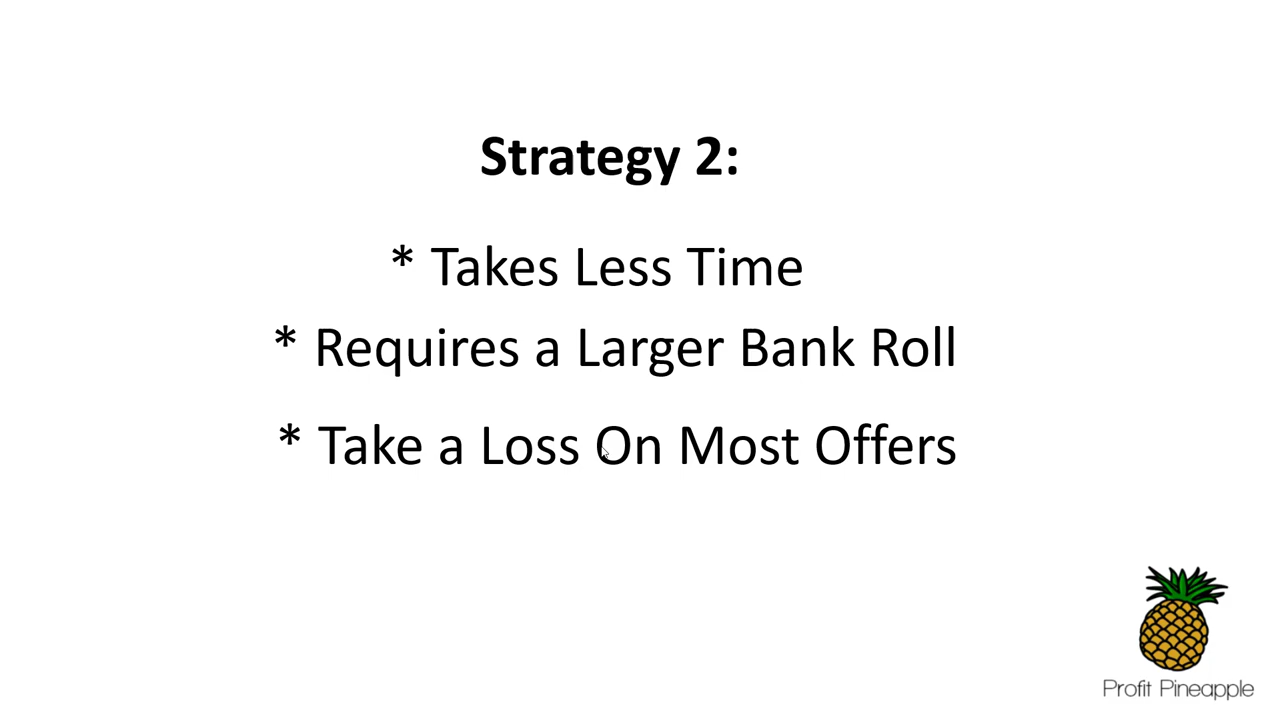 Strategy 2:
* Takes Less Time
* Requires a Larger Bank Roll
* Take a Loss On Most Offers
Profit Pineapple